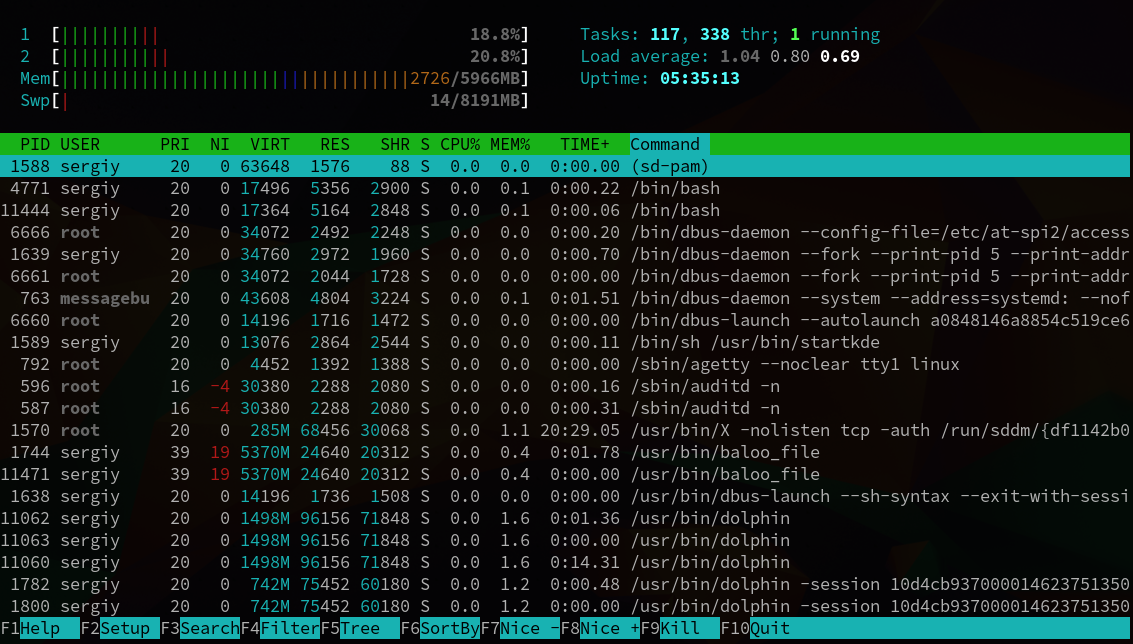 1 [||||||||||                               18.8%] Tasks: 117, 338 thr; 1 running
2 [|||||||||||                              20.8%] Load average: 1.04 0.80 0.69
Mem[|||||||||||||||||||||||||||||||||||2726/5966MB] Uptime: 05:35:13
Swp[|                                    14/8191MB]
PID USER PRI NI VIRT RES SHR S CPU% MEM% TIME+ Command
1588 sergiy 20 0 63648 1576 88 S 0.0 0.0 0:00.00 (sd-pam)
4771 sergiy 20 0 17496 5356 2900 S 0.0 0.1 0:00.22 /bin/bash
11444 sergiy 20 0 17364 5164 2848 S 0.0 0.1 0:00.06 /bin/bash
6666 root 20 0 34072 2492 2248 S 0.0 0.0 0:00.20 /bin/dbus-daemon --config-file=/etc/at-spi2/access
1639 sergiy 20 0 34760 2972 1960 S 0.0 0.0 0:00.70 /bin/dbus-daemon --fork --print-pid 5 --print-addr
6661 root 20 0 34072 2044 1728 S 0.0 0.0 0:00.00 /bin/dbus-daemon --fork --print-pid 5 --print-addr
763 messagebu 20 0 43608 4804 3224 S 0.0 0.1 0:01.51 /bin/dbus-daemon --system --address=systemd: --nof
6660 root 20 0 14196 1716 1472 S 0.0 0.0 0:00.00 /bin/dbus-launch --autolaunch a0848146a8854c519ce6
1589 sergiy 20 0 13076 2864 2544 S 0.0 0.0 0:00.11 /bin/sh /usr/bin/startkde
792 root 20 0 4452 1392 1388 S 0.0 0.0 0:00.00 /sbin/agetty --noclear tty1 linux
596 root 16 -4 30380 2288 2080 S 0.0 0.0 0:00.16 /sbin/auditd -n
587 root 16 -4 30380 2288 2080 S 0.0 0.0 0:00.31 /sbin/auditd -n
1570 root 20 0 285M 68456 30068 S 0.0 1.1 20:29.05 /usr/bin/X -nolisten tcp -auth /run/sddm/{df1142b0
1744 sergiy 39 19 5370M 24640 20312 S 0.0 0.4 0:01.78 /usr/bin/baloo_file
11471 sergiy 39 19 5370M 24640 20312 S 0.0 0.4 0:00.00 /usr/bin/baloo_file
1638 sergiy 20 0 14196 1736 1508 S 0.0 0.0 0:00.00 /usr/bin/dbus-launch --sh-syntax --exit-with-sessi
11062 sergiy 20 0 1498M 96156 71848 S 0.0 1.6 0:01.36 /usr/bin/dolphin
11063 sergiy 20 0 1498M 96156 71848 S 0.0 1.6 0:00.00 /usr/bin/dolphin
11060 sergiy 20 0 1498M 96156 71848 S 0.0 1.6 0:14.31 /usr/bin/dolphin
1782 sergiy 20 0 742M 75452 60180 S 0.0 1.2 0:00.48 /usr/bin/dolphin -session 10d4cb937000014623751350
1800 sergiy 20 0 742M 75452 60180 S 0.0 1.2 0:00.00 /usr/bin/dolphin -session 10d4cb937000014623751350
F1Help F2Setup F3SearchF4FilterF5Tree F6SortByF7Nice -F8Nice +F9Kill F10Quit